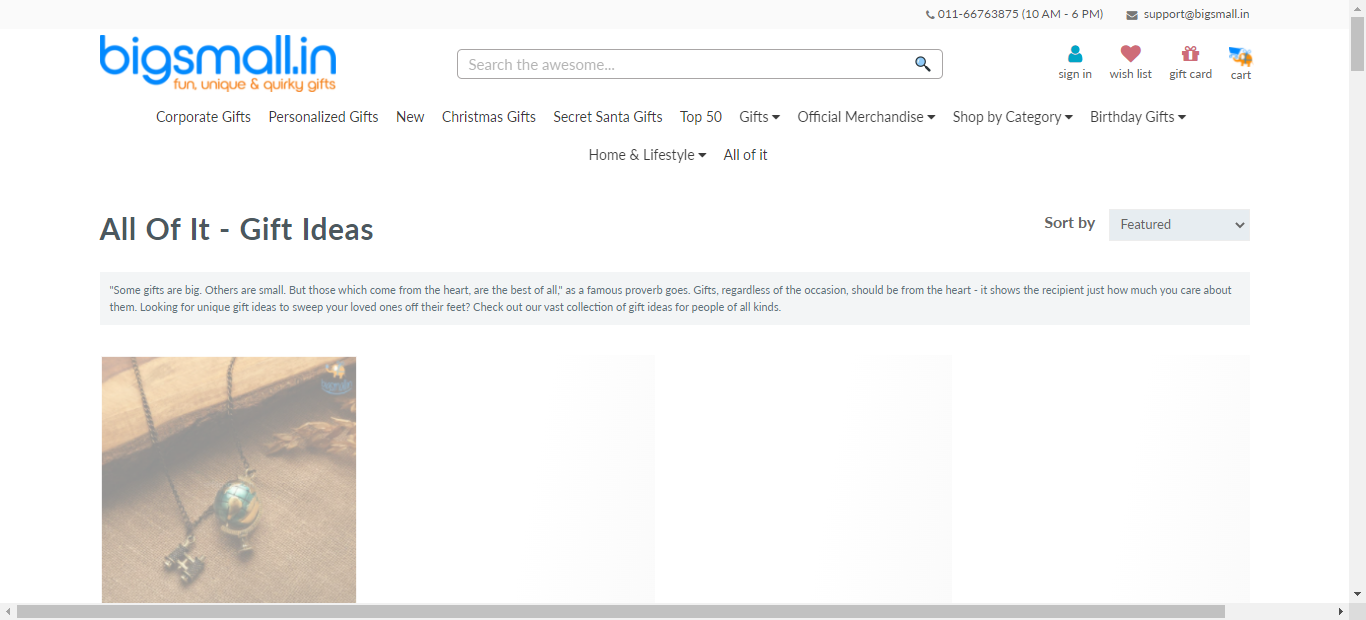 011-66763875 (10 AM - 6 PM) support@bigsmall.in
bigsmall.in
fun, unique & quirky gifts
Search the awesome...
sign in wish list gift card cart
Corporate Gifts Personalized Gifts New Christmas Gifts Secret Santa Gifts Top 50 Gifts Official Merchandise Shop by Category Birthday Gifts
Home & Lifestyle All of it
All Of It - Gift Ideas
Sort by Featured
"Some gifts are big. Others are small. But those which come from the heart, are the best of all," as a famous proverb goes. Gifts, regardless of the occasion, should be from the heart - it shows the recipient just how much you care about
them. Looking for unique gift ideas to sweep your loved ones off their feet? Check out our vast collection of gift ideas for people of all kinds.